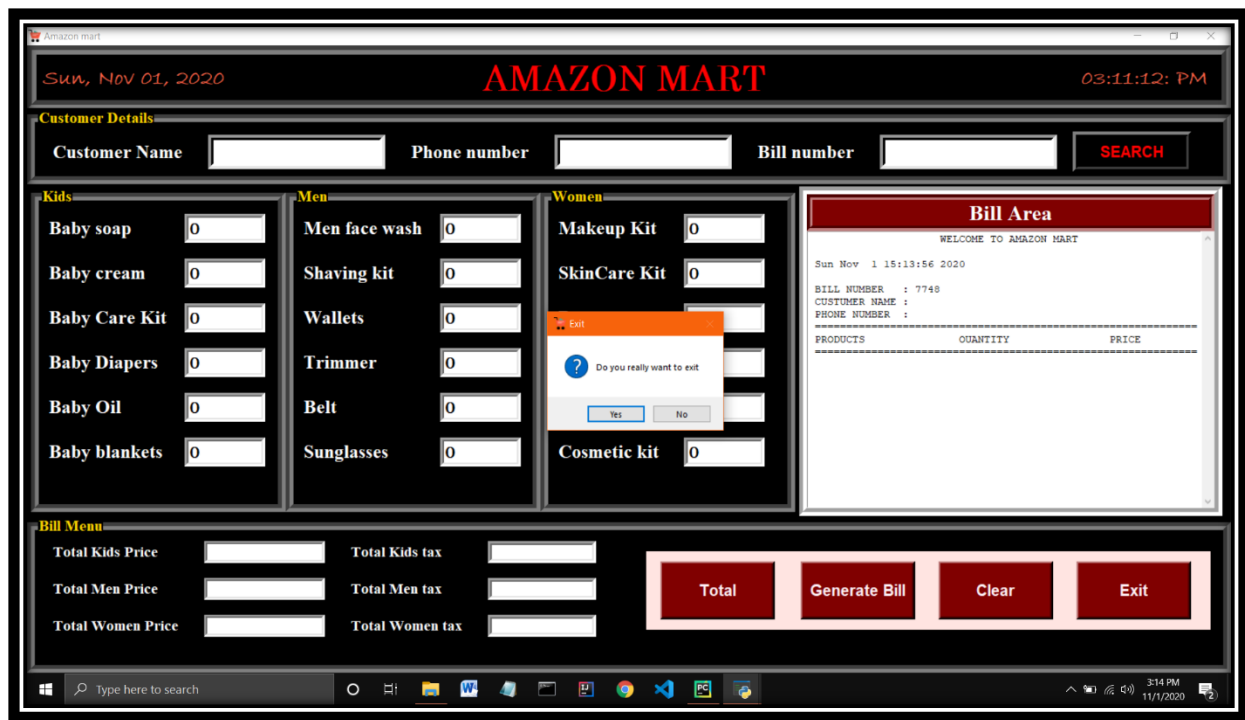 Amazon mart
Sun, Nov 01, 2020 AMAZON MART 03:11:12: PM
Customer Details
Customer Name Phone number Bill number SEARCH
Kids
Baby soap 0
Baby cream 0
Baby Care Kit 0
Baby Diapers 0
Baby Oil 0
Baby blankets 0
Men
Men face wash 0
Shaving kit 0
Wallets 0
Trimmer 0
Belt 0
Sunglasses 0
Women
Makeup Kit 0
SkinCare Kit 0
Cosmetic kit 0
Exit
Do you really want to exit
Yes No
Bill Area
WELCOME TO AMAZON MART
Sun Nov 1 15:13:56 2020
BILL NUMBER : 7748
CUSTUMER NAME :
PHONE NUMBER :
===============================================
PRODUCTS QUANTITY PRICE
===============================================
Bill Menu
Total Kids Price Total Kids tax
Total Men Price Total Men tax
Total Women Price Total Women tax
Total Generate Bill Clear Exit
Type here to search
3:14 PM
11/1/2020
2